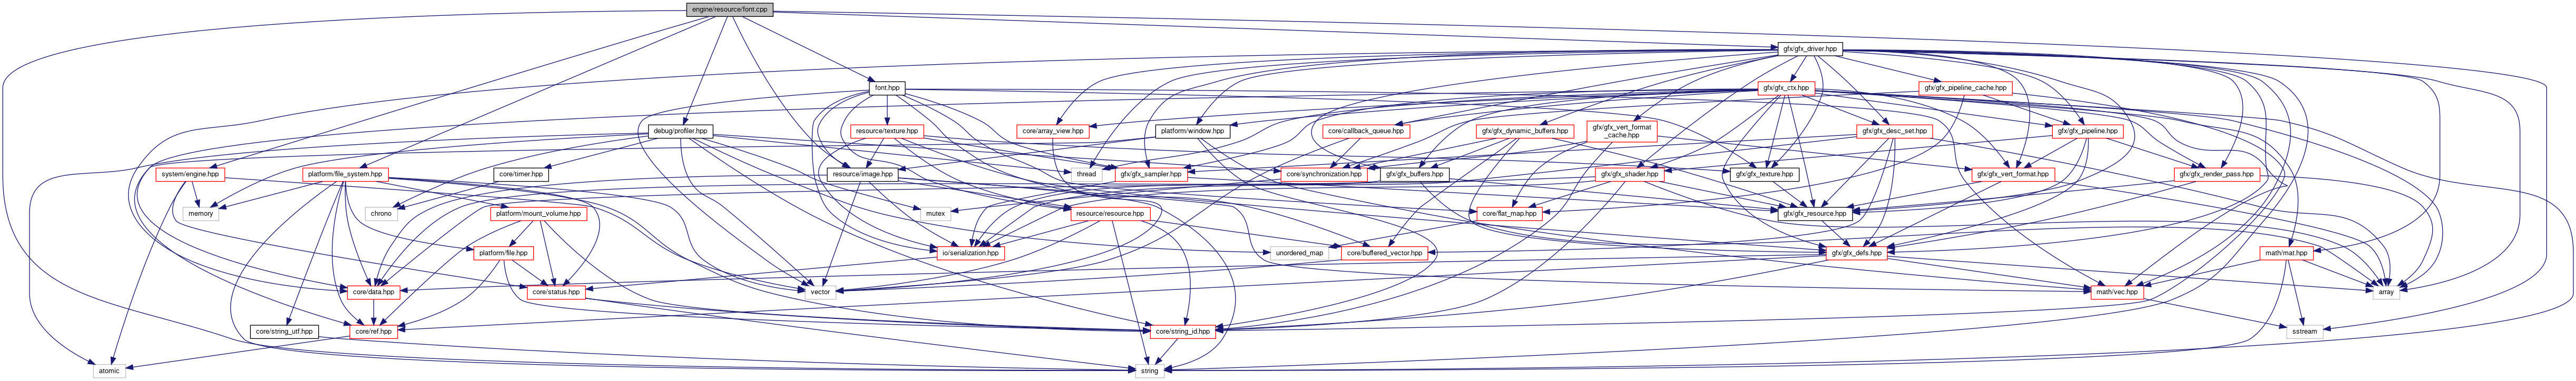 engine/resource/font.cpp
gfx/gfx_driver.hpp
font.hpp
gfx/gfx_ctx.hpp
gfx/gfx_pipeline_cache.hpp
debug/profiler.hpp
resource/texture.hpp
core/array_view.hpp
platform/window.hpp
core/callback_queue.hpp
gfx/gfx_dynamic_buffers.hpp
gfx/gfx_vert_format
_cache.hpp
gfx/gfx_desc_set.hpp
gfx/gfx_pipeline.hpp
system/engine.hpp
platform/file_system.hpp
core/timer.hpp
resource/image.hpp
thread
gfx/gfx_sampler.hpp
core/synchronization.hpp
gfx/gfx_buffers.hpp
gfx/gfx_shader.hpp
gfx/gfx_texture.hpp
gfx/gfx_vert_format.hpp
gfx/gfx_render_pass.hpp
memory
chrono
platform/mount_volume.hpp
mutex
resource/resource.hpp
core/flat_map.hpp
gfx/gfx_resource.hpp
platform/file.hpp
io/serialization.hpp
unordered_map
core/buffered_vector.hpp
gfx/gfx_defs.hpp
math/mat.hpp
core/data.hpp
core/status.hpp
vector
math/vec.hpp
array
core/string_utf.hpp
core/ref.hpp
core/string_id.hpp
sstream
atomic
string